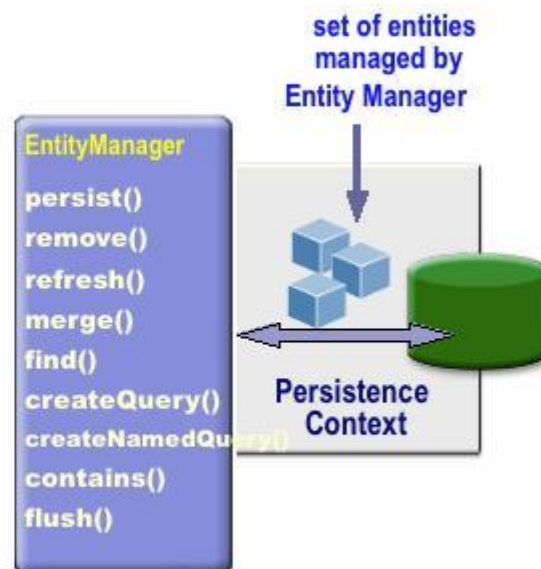 set of entities
managed by
Entity Manager
EntityManager
persist()
remove()
refresh()
merge()
find()
createQuery()
createNamedQuery()
contains()
flush()
Persistence
Context